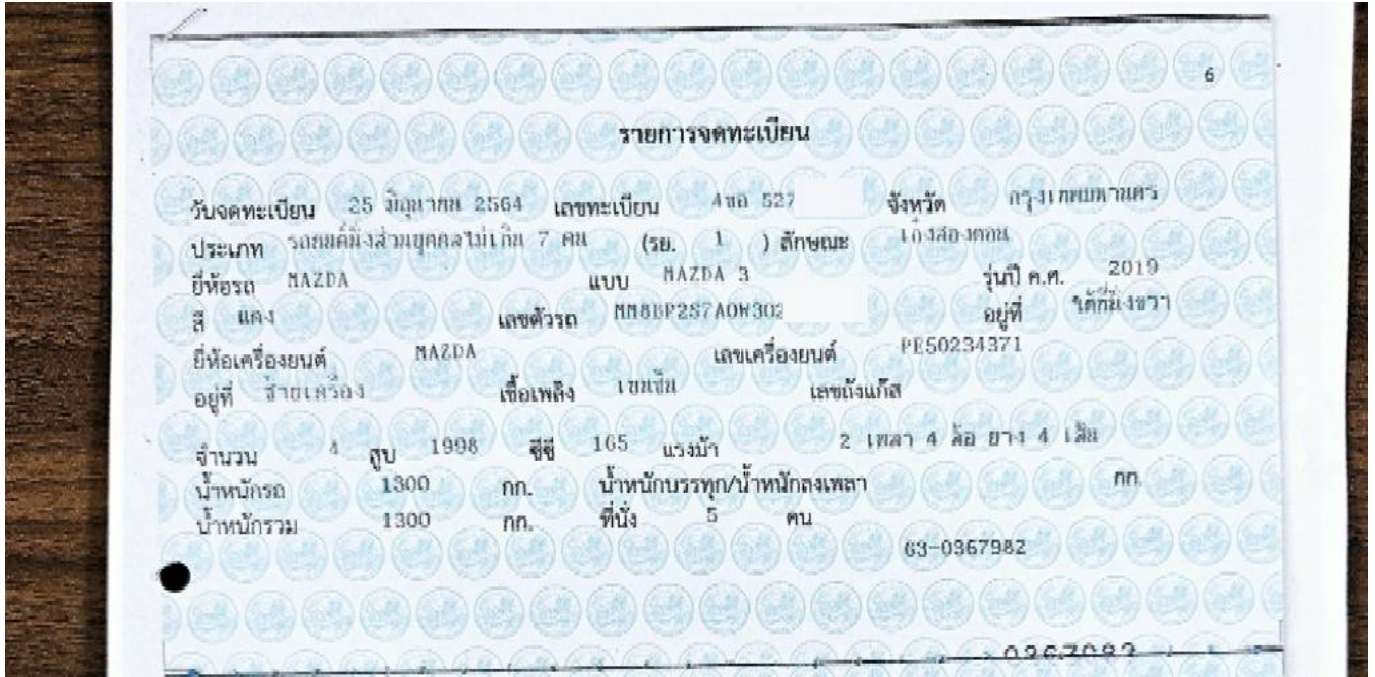 6
รายการจดทะเบียน
วันจดทะเบียน 25 มิถุนายน 2564 เลขทะเบียน 4ขอ 527 จังหวัด กรุงเทพมหานคร
ประเภท รถยนต์นั่งส่วนบุคคลไม่เกิน 7 คน (รย. 1 ) ลักษณะ เก๋งสองตอน
ยี่ห้อรถ MAZDA แบบ MAZDA 3 รุ่นปี ค.ศ. 2019
สี แดง เลขตัวรถ MM8BP2S7A0W302 อยู่ที่ ใต้ที่นั่งขวา
ยี่ห้อเครื่องยนต์ MAZDA เลขเครื่องยนต์ PE50234371
อยู่ที่ ซ้ายเครื่อง เชื้อเพลิง เบนซิน เลขถังแก๊ส
จำนวน 4 สูบ 1998 ซีซี 165 แรงม้า 2 เพลา 4 ล้อ ยาง 4 เส้น
น้ำหนักรถ 1300 กก. น้ำหนักบรรทุก/น้ำหนักลงเพลา กก.
น้ำหนักรวม 1300 กก. ที่นั่ง 5 คน
63-0367982